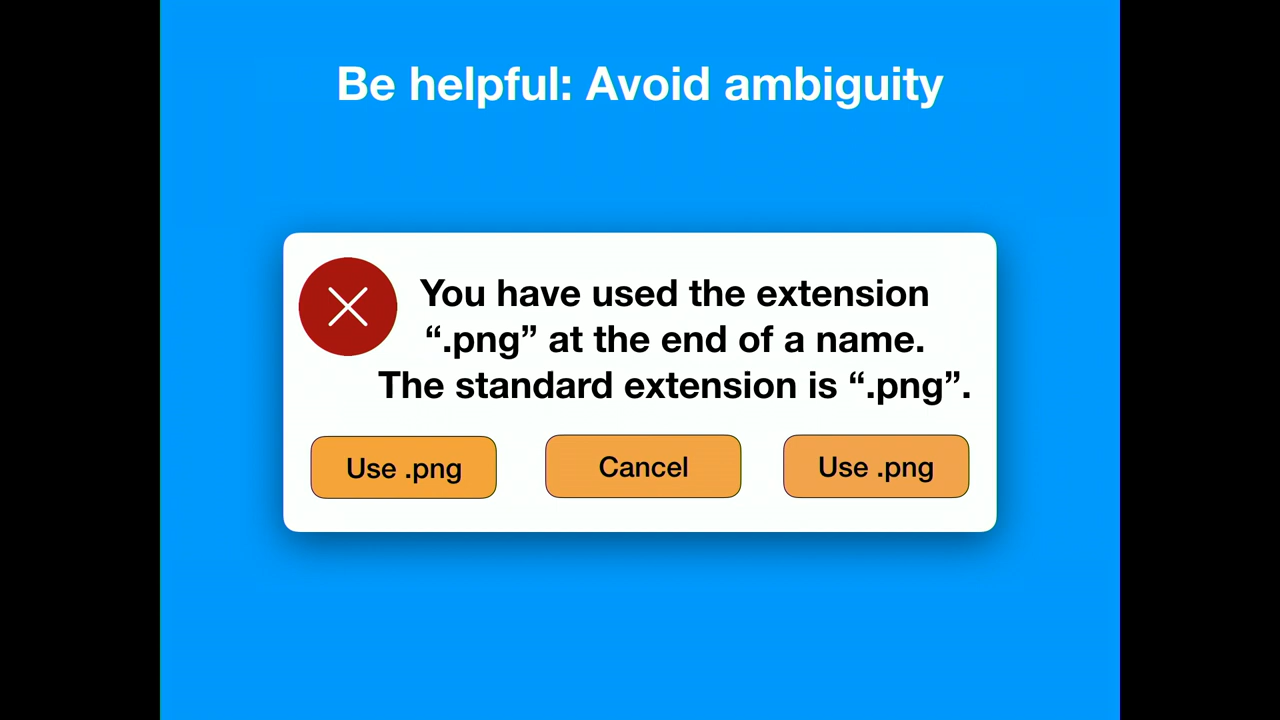 Be helpful: Avoid ambiguity
You have used the extension
“.png” at the end of a name.
The standard extension is “.png”.
Use .png
Cancel
Use .png